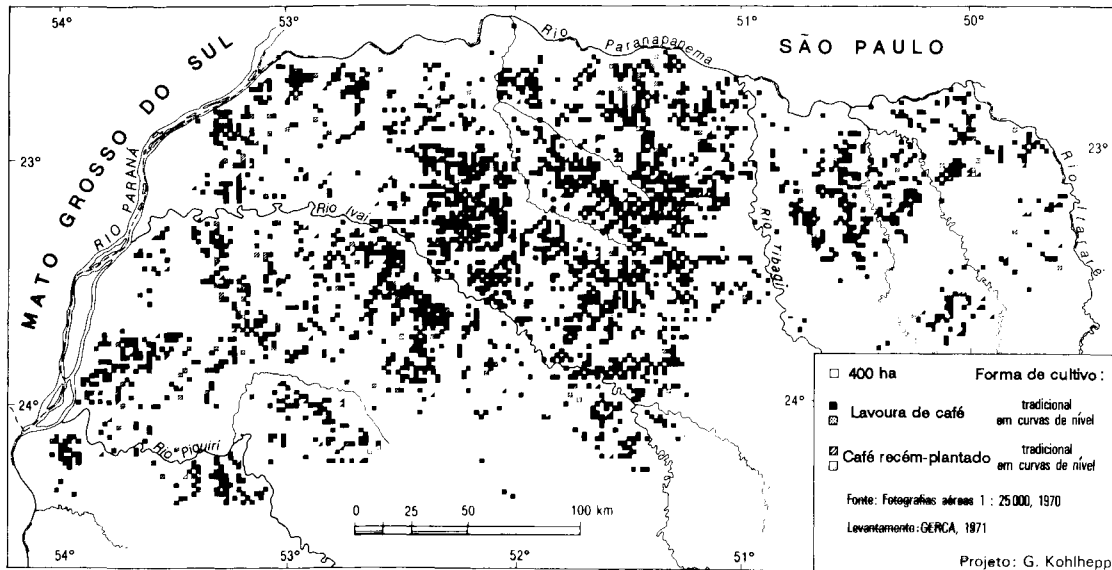 54° 53° 51° 50°
MATO GROSSO DO SUL
RIO PARANÁ
Rio Paranapanema
SÃO PAULO
23° 23°
Rio Ivaí
Rio Tibagi
Rio Itararé
24° 24°
Rio Piquiri
□ 400 ha Forma de cultivo :
Lavoura de café tradicional
em curvas de nível
Café recém-plantado tradicional
em curvas de nível
Fonte: Fotografias aéreas 1 : 25 000, 1970
Levantamento: GERCA, 1971
Projeto: G. Kohlhepp
0 25 50 100 km
54° 53° 52° 51°